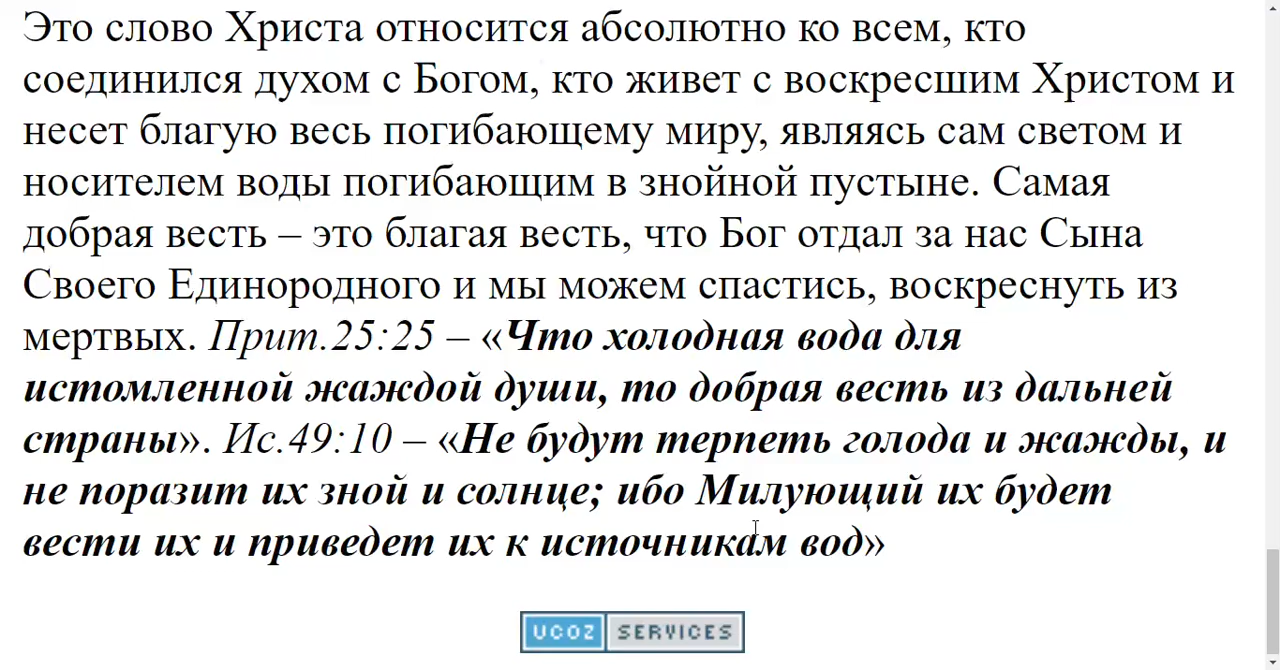 Это слово Христа относится абсолютно ко всем, кто
соединился духом с Богом, кто живет с воскресшим Христом и
несет благую весь погибающему миру, являясь сам светом и
носителем воды погибающим в знойной пустыне. Самая
добрая весть – это благая весть, что Бог отдал за нас Сына
Своего Единородного и мы можем спастись, воскреснуть из
мертвых. Прит.25:25 – «Что холодная вода для
истомленной жаждой души, то добрая весть из дальней
страны». Ис.49:10 – «Не будут терпеть голода и жажды, и
не поразит их зной и солнце; ибо Милующий их будет
вести их и приведет их к источникам вод»
UCOZ SERVICES